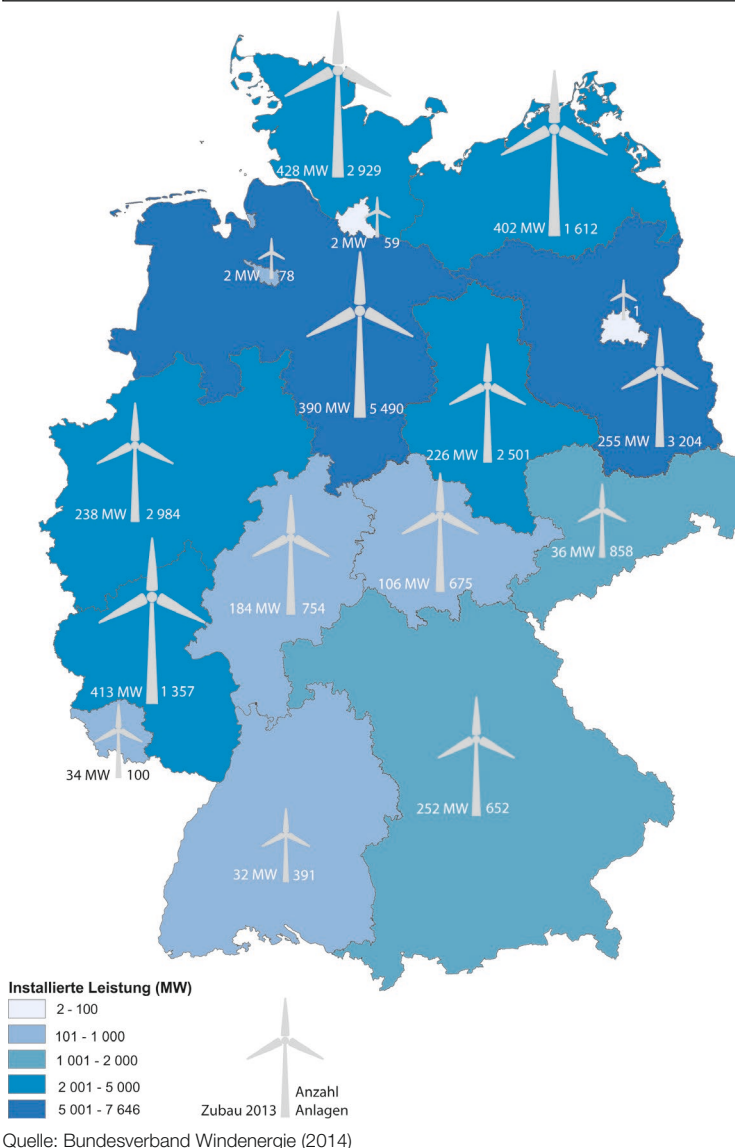 428 MW 2 929
402 MW 1 612
2 MW 59
2 MW 78
1
390 MW 5 490
255 MW 3 204
226 MW 2 501
238 MW 2 984
36 MW 858
106 MW 675
184 MW 754
413 MW 1 357
34 MW 100
252 MW 652
32 MW 391
Installierte Leistung (MW)
2 - 100
101 - 1 000
1 001 - 2 000
2 001 - 5 000
5 001 - 7 646
Anzahl
Zubau 2013 Anlagen
Quelle: Bundesverband Windenergie (2014)